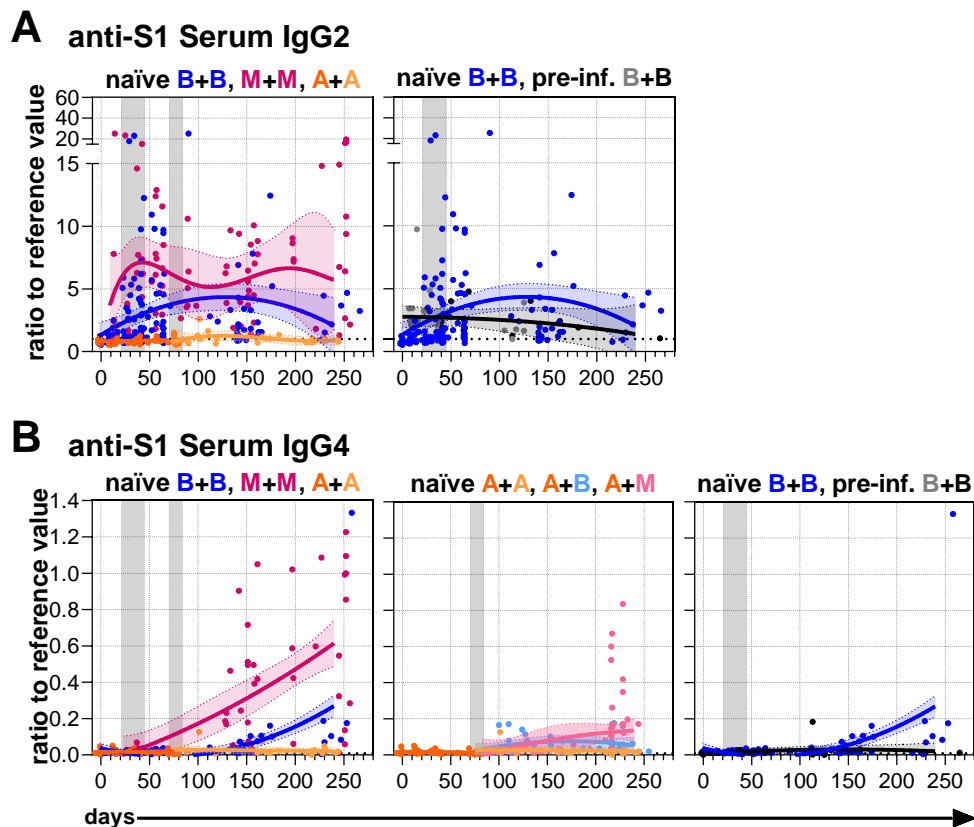 A anti-S1 Serum IgG2
naïve B+B, M+M, A+A
naïve B+B, pre-inf. B+B
ratio to reference value
60
40
20
15
10
5
0
0 50 100 150 200 250
0 50 100 150 200 250
B anti-S1 Serum IgG4
naïve B+B, M+M, A+A
naïve A+A, A+B, A+M
naïve B+B, pre-inf. B+B
ratio to reference value
1.4
1.2
1.0
0.8
0.6
0.4
0.2
0.0
0 50 100 150 200 250
0 50 100 150 200 250
0 50 100 150 200 250
days